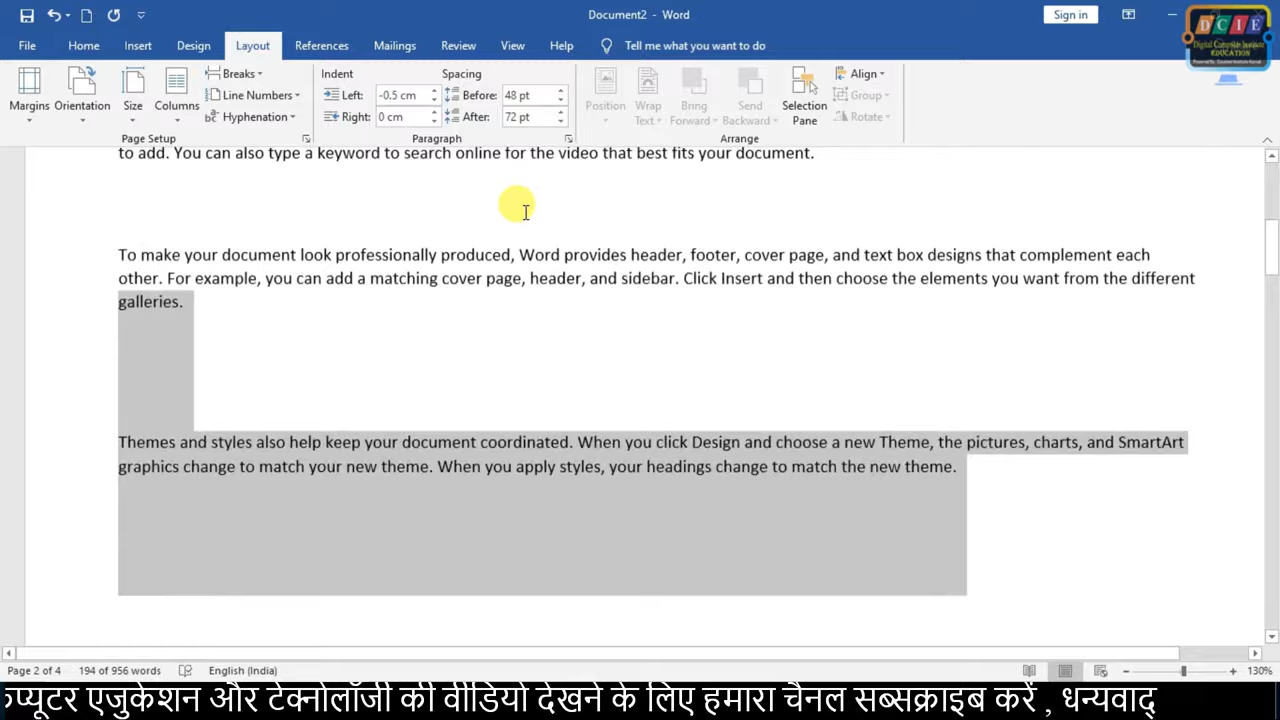 Document2 - Word
Sign in
DCIE
Digital Computer Institute
EDUCATION
File Home Insert Design Layout References Mailings Review View Help Tell me what you want to do
Margins Orientation Size Columns
Breaks
Line Numbers
Hyphenation
Page Setup
Indent
Left: -0.5 cm
Right: 0 cm
Spacing
Before: 48 pt
After: 72 pt
Paragraph
Position
Wrap Text
Bring Forward
Send Backward
Selection Pane
Align
Group
Rotate
Arrange
to add. You can also type a keyword to search online for the video that best fits your document.
To make your document look professionally produced, Word provides header, footer, cover page, and text box designs that complement each
other. For example, you can add a matching cover page, header, and sidebar. Click Insert and then choose the elements you want from the different
galleries.
Themes and styles also help keep your document coordinated. When you click Design and choose a new Theme, the pictures, charts, and SmartArt
graphics change to match your new theme. When you apply styles, your headings change to match the new theme.
Page 2 of 4 194 of 956 words English (India) 130%
एजुकेशन और टेक्नोलॉजी की वीडियो देखने के लिए हमारा चैनल सब्सक्राइब करें , धन्यवाद